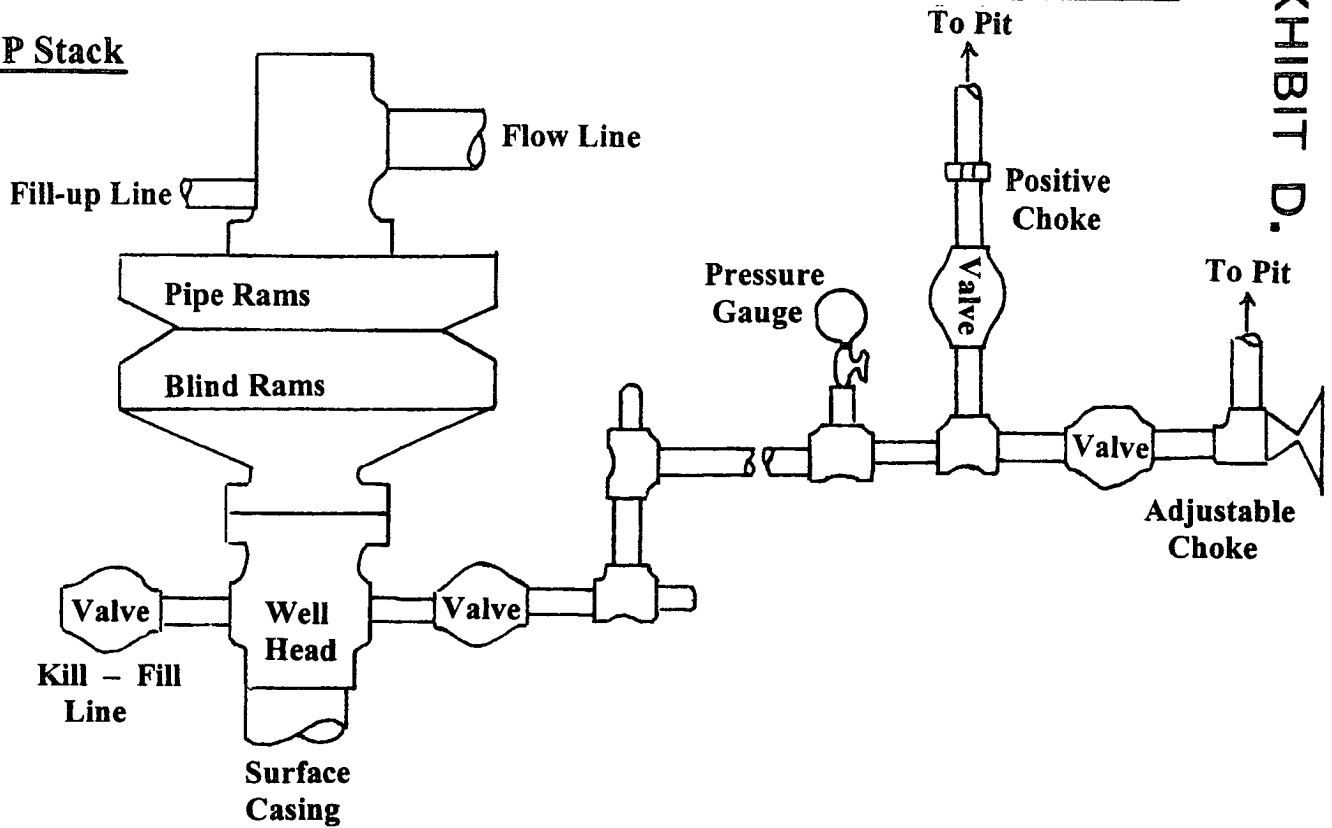 P Stack
To Pit
XHIBIT D.
Flow Line
Fill-up Line
Positive
Choke
Pipe Rams
Pressure
Gauge
Valve
To Pit
Blind Rams
Valve
Adjustable
Choke
Valve
Well
Head
Valve
Kill – Fill
Line
Surface
Casing